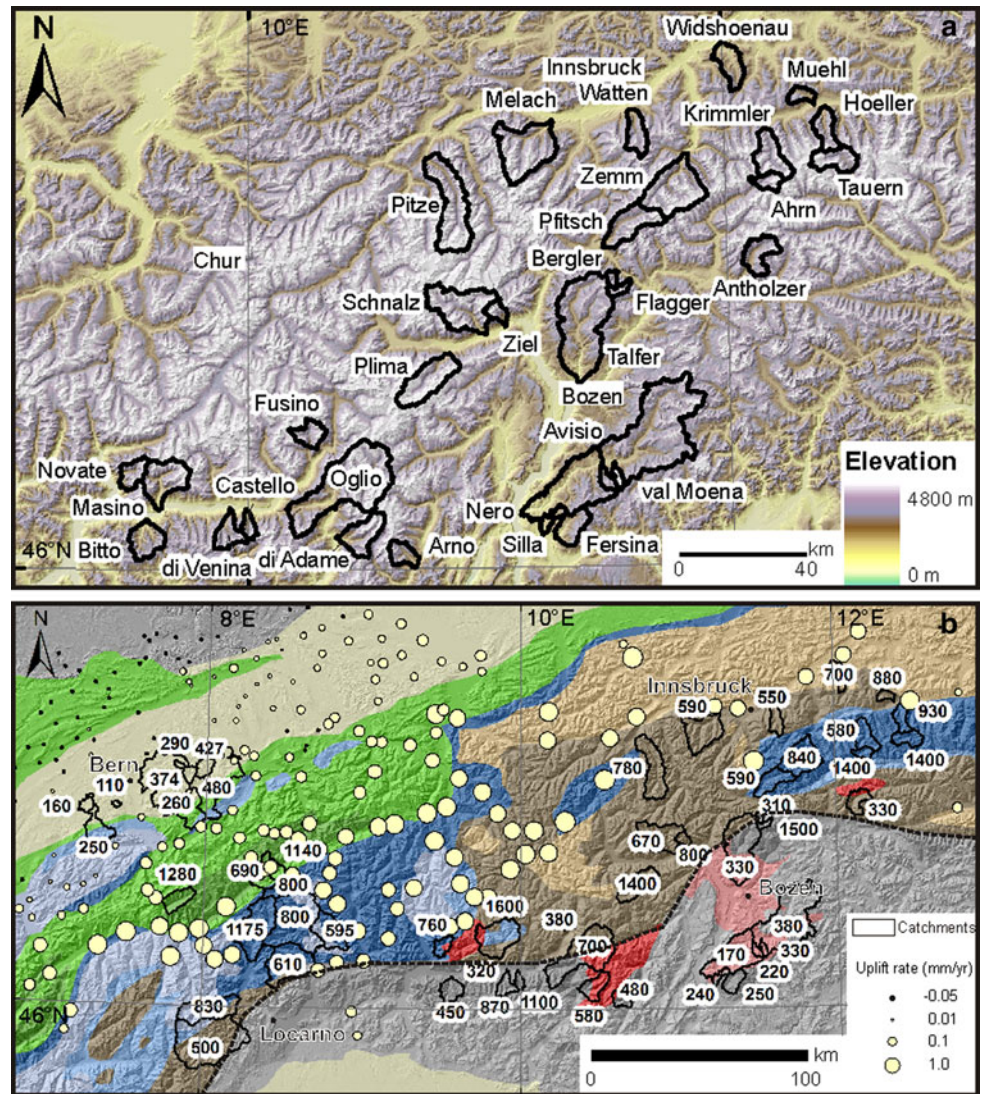 N
10°E
a
Widshoenau
Innsbruck
Watten
Muehl
Melach
Hoeller
Krimmler
Zemm
Tauern
Pitze
Pfitsch
Ahrn
Chur
Bergler
Antholzer
Schnalz
Flagger
Ziel
Talfer
Plima
Bozen
Fusino
Avisio
Elevation
Novate
Castello
Oglio
4800 m
Masino
val Moena
Nero
km
Bitto
di Venina
di Adame
Arno
Silla
Fersina
0 m
46°N
0
40
N
8°E
10°E
12°E
b
700
880
Innsbruck
550
590
930
290
427
580
Bern
374
780
840
110
480
590
1400
1400
160
260
310
330
250
1500
1140
670
690
800
330
1280
800
1400
Bozen
1600
800
760
380
380
Catchments
1175
595
700
170
330
Uplift rate (mm/yr)
610
320
480
220
-0.05
240
250
830
870
1100
0.01
46°N
450
580
Locarno
0.1
500
km
1.0
0
100